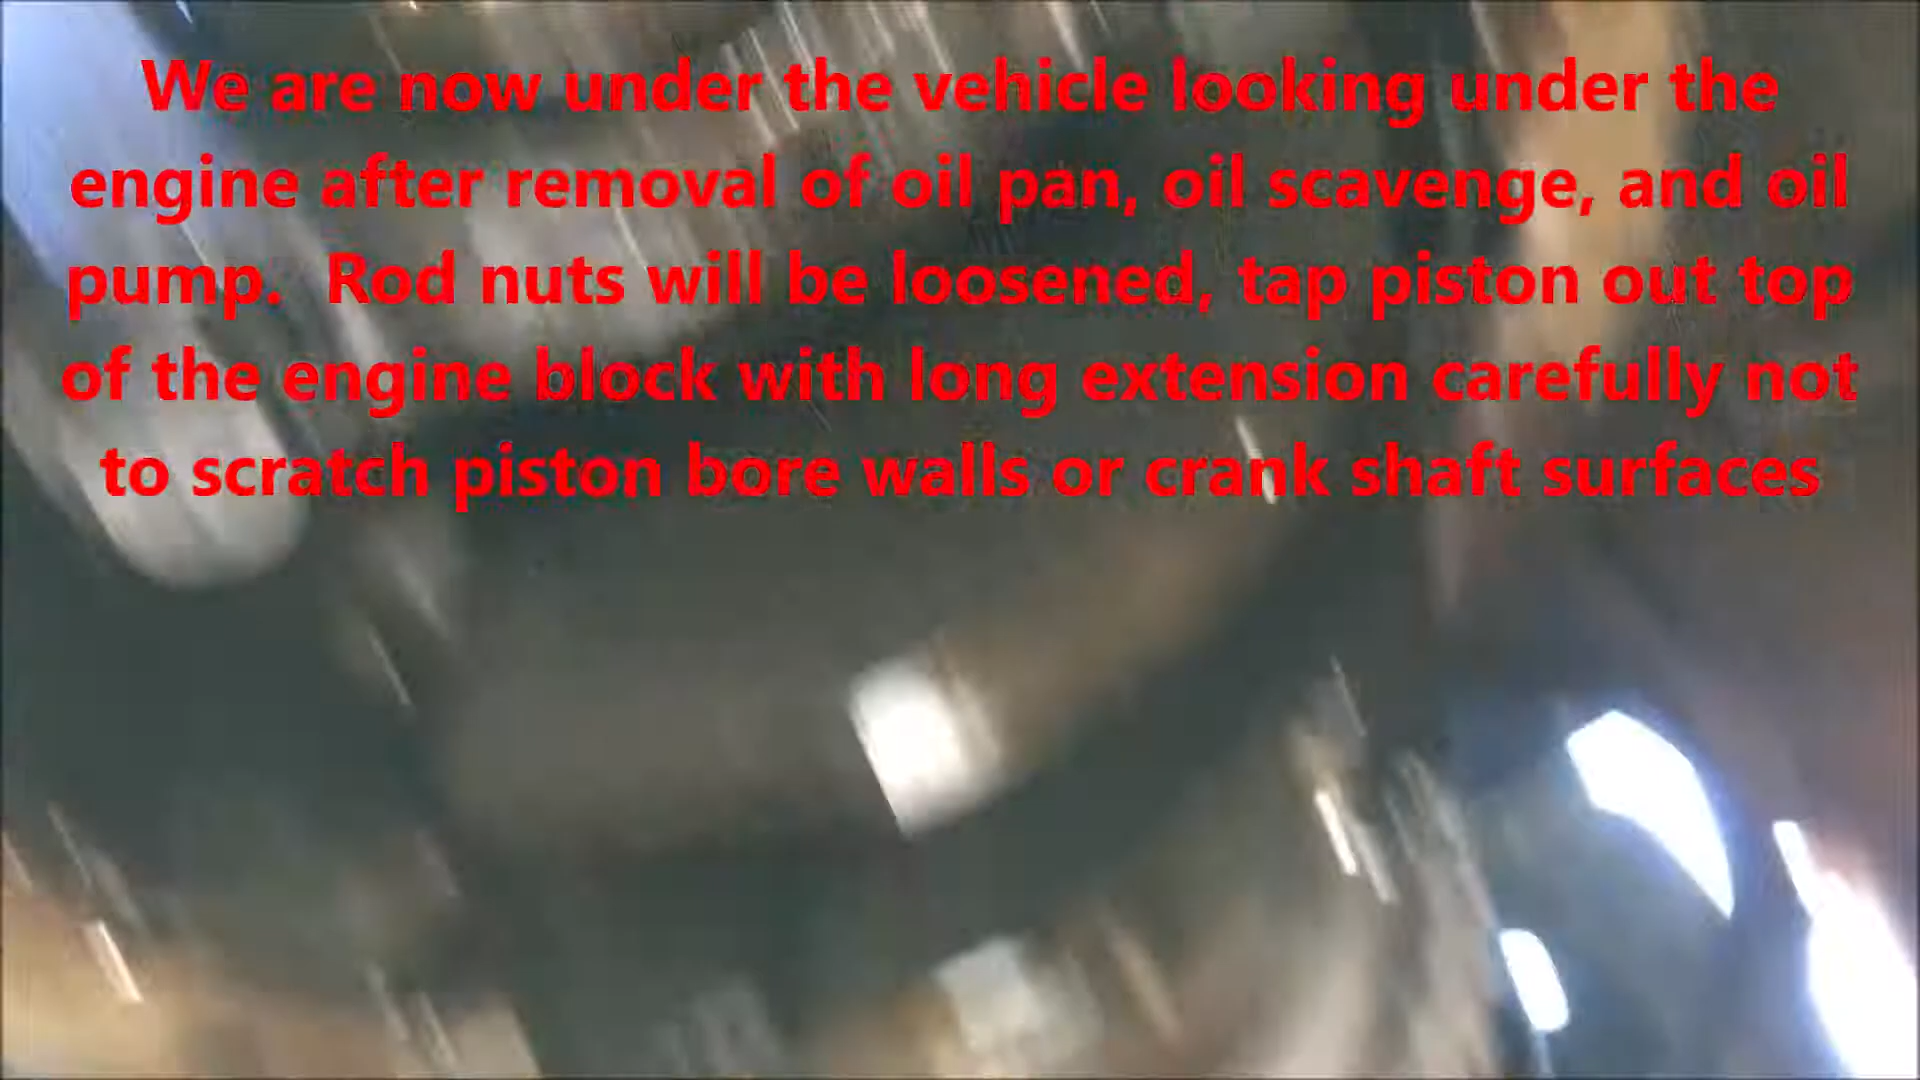 We are now under the vehicle looking under the
engine after removal of oil pan, oil scavenge, and oil
pump.  Rod nuts will be loosened, tap piston out top
of the engine block with long extension carefully not
to scratch piston bore walls or crank shaft surfaces